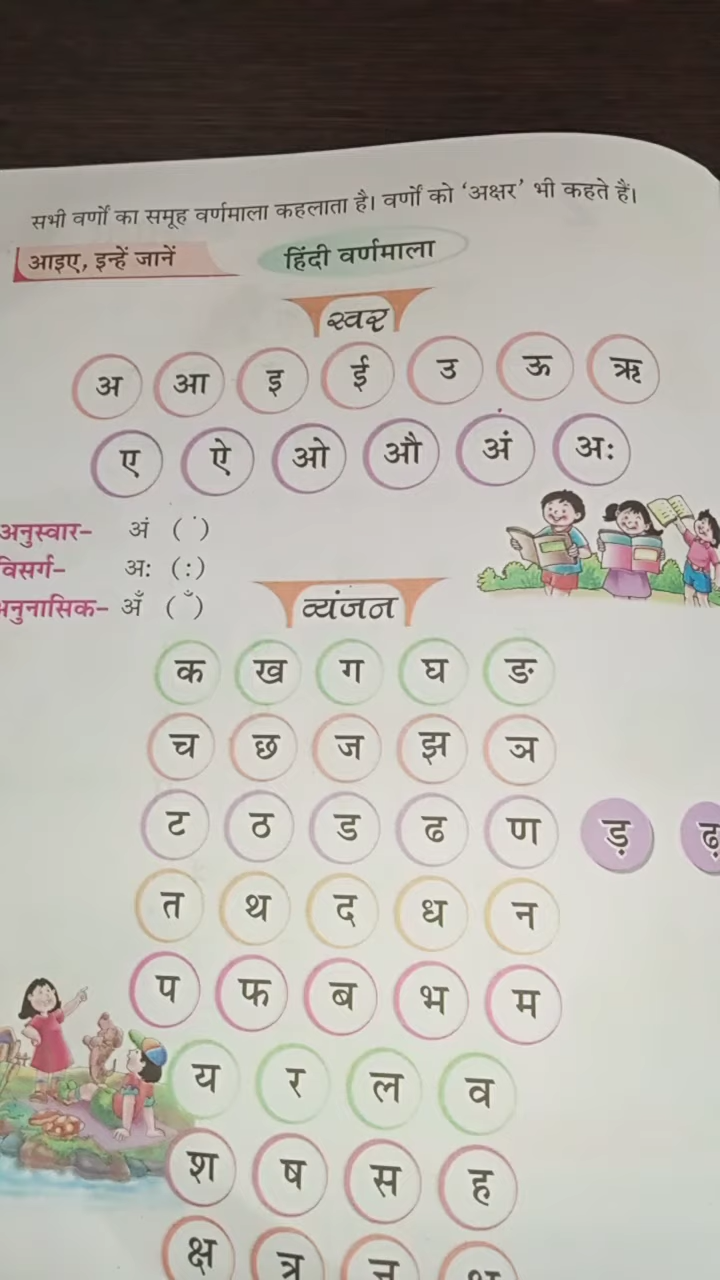 सभी वर्णों का समूह वर्णमाला कहलाता है। वर्णों को ‘अक्षर’ भी कहते हैं।
आइए, इन्हें जानें
हिंदी वर्णमाला
स्वर
अ आ इ ई उ ऊ ऋ
ए ऐ ओ औ अं अः
अनुस्वार– अं ( ं)
विसर्ग– अः (ः)
अनुनासिक– अँ ( ँ)
व्यंजन
क ख ग घ ङ
च छ ज झ ञ
ट ठ ड ढ ण ड़ ढ़
त थ द ध न
प फ ब भ म
य र ल व
श ष स ह
क्ष त्र